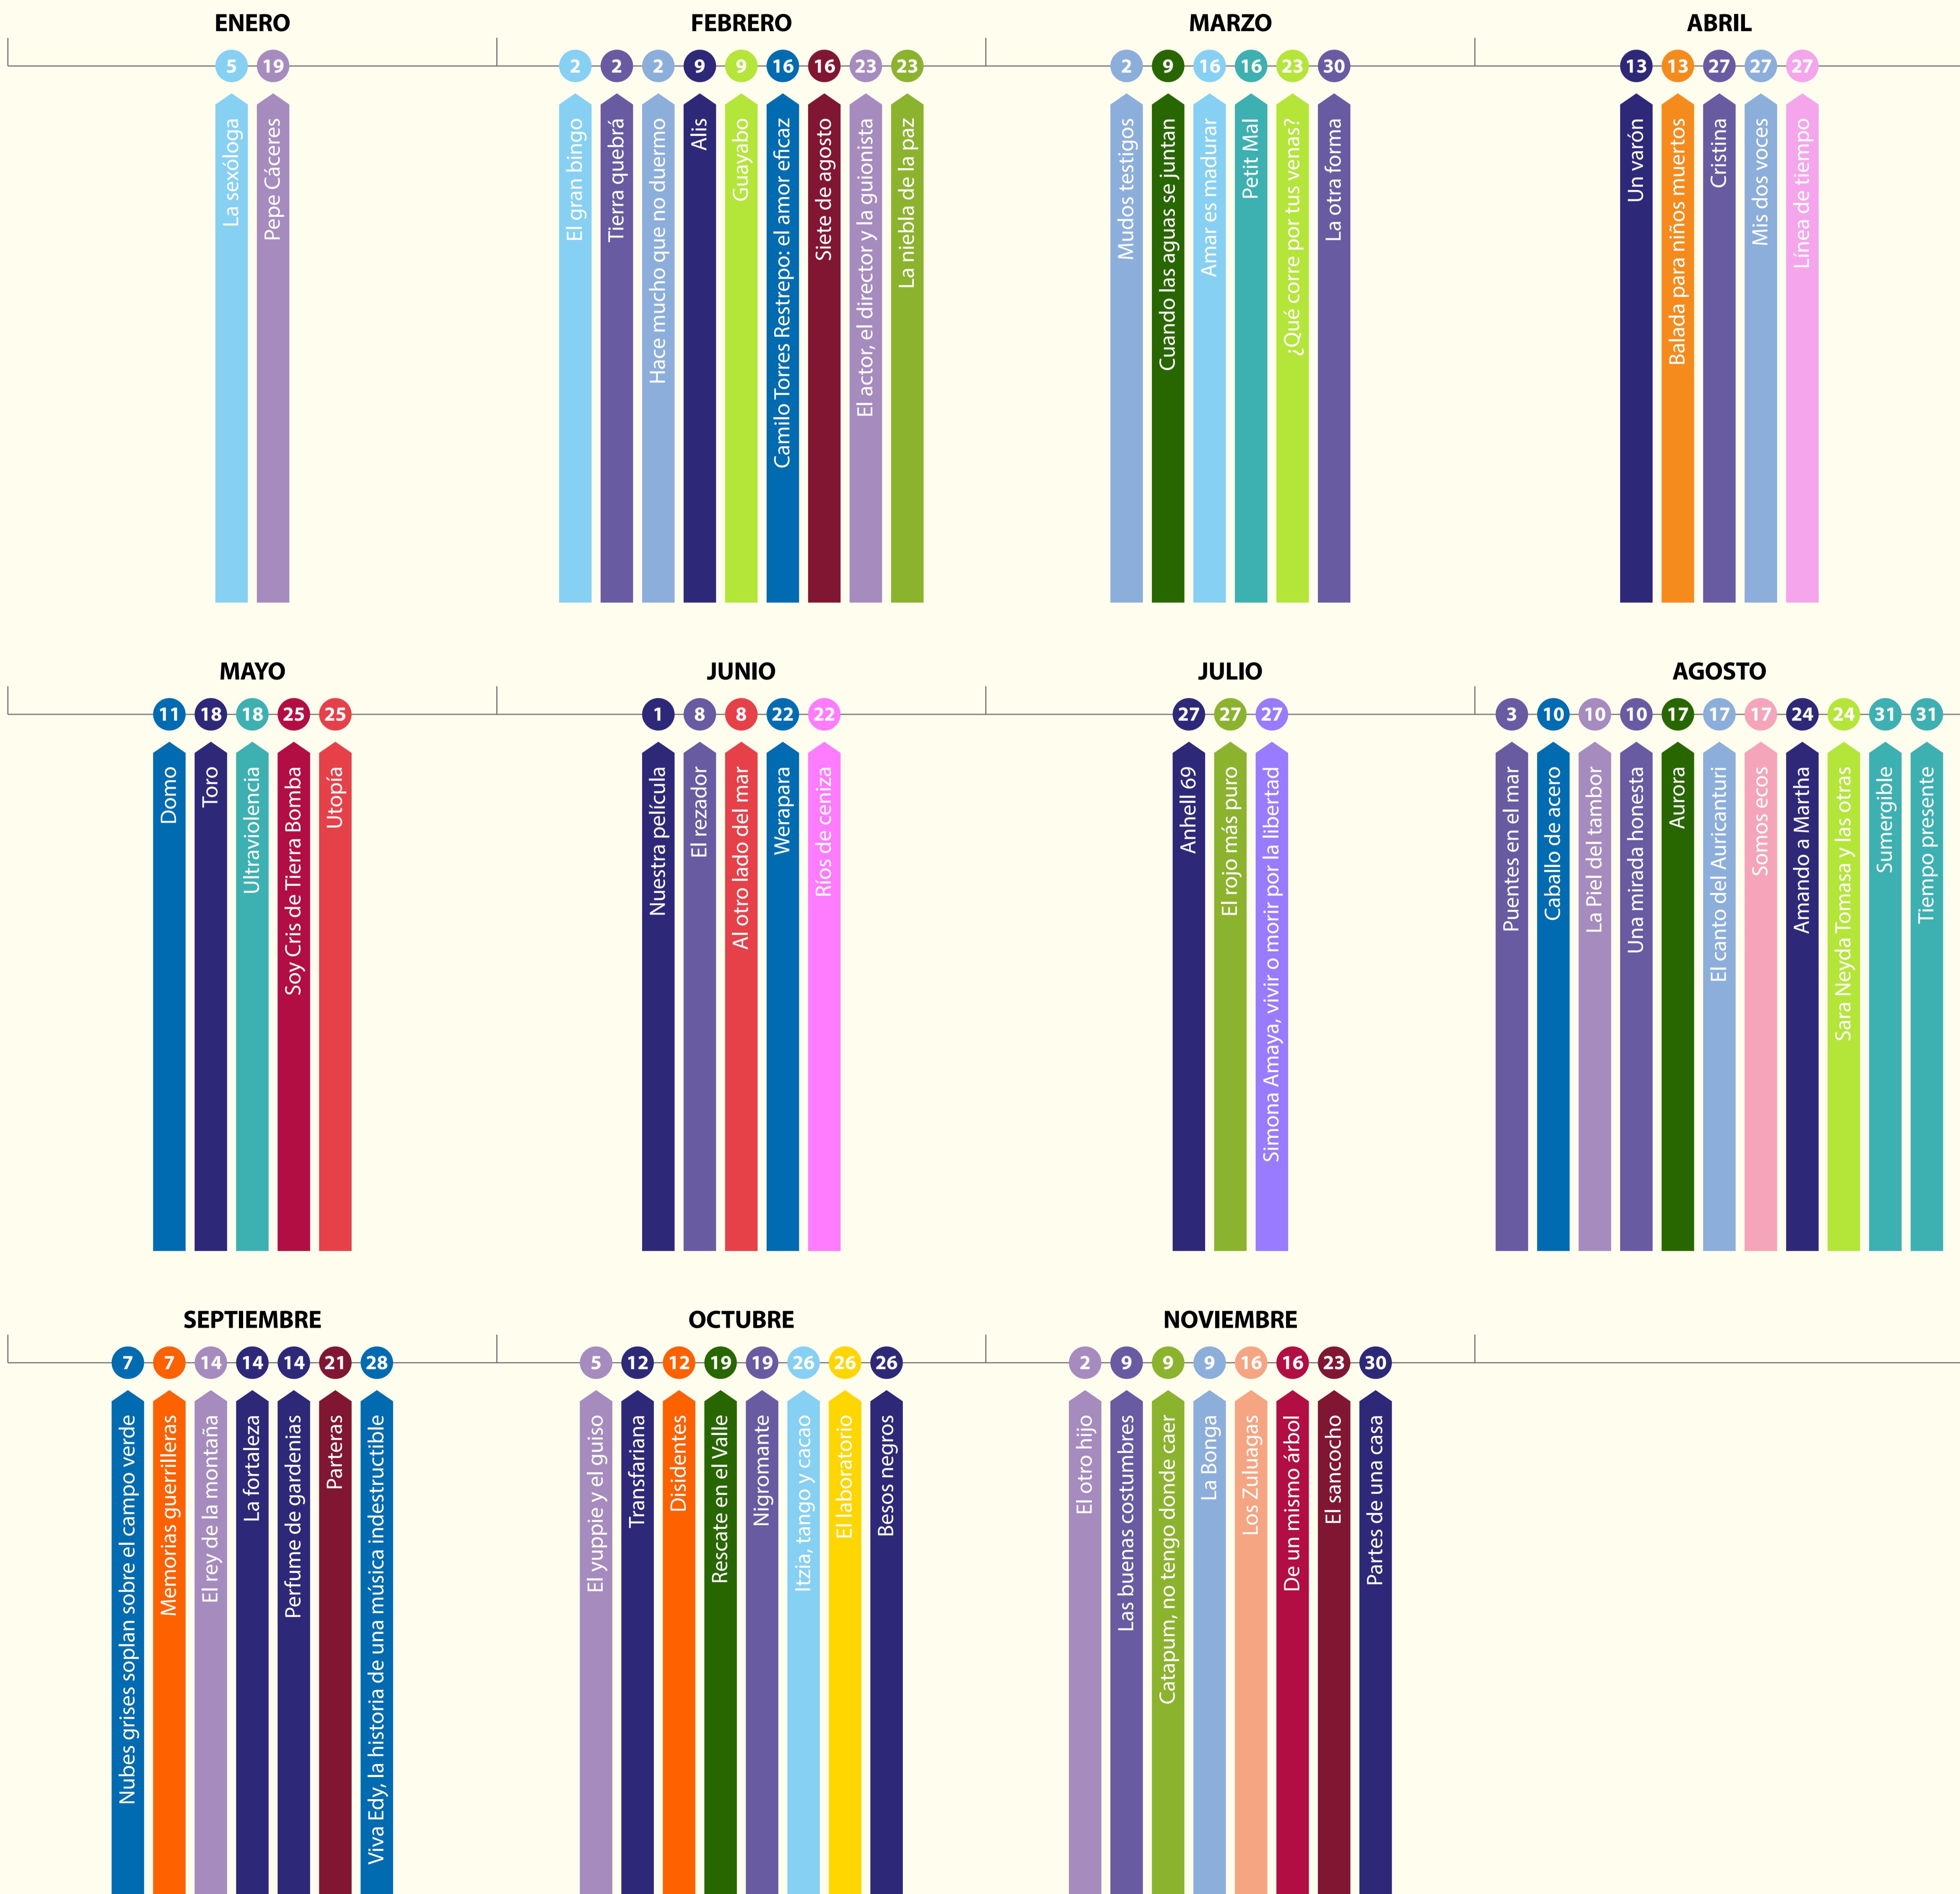 ENERO
5
La sexóloga
19
Pepe Cáceres
FEBRERO
2
El gran bingo
2
Tierra quebrá
2
Hace mucho que no duermo
9
Alis
9
Guayabo
16
Camilo Torres Restrepo: el amor eficaz
16
Siete de agosto
23
El actor, el director y la guionista
23
La niebla de la paz
MARZO
2
Mudos testigos
9
Cuando las aguas se juntan
16
Amar es madurar
16
Petit Mal
23
¿Qué corre por tus venas?
30
La otra forma
ABRIL
13
Un varón
13
Balada para niños muertos
27
Cristina
27
Mis dos voces
27
Línea de tiempo
MAYO
11
Domo
18
Toro
18
Ultraviolencia
25
Soy Cris de Tierra Bomba
25
Utopía
JUNIO
1
Nuestra película
8
El rezador
8
Al otro lado del mar
22
Werapara
22
Ríos de ceniza
JULIO
27
Anhell 69
27
El rojo más puro
27
Simona Amaya, vivir o morir por la libertad
AGOSTO
3
Puentes en el mar
10
Caballo de acero
10
La Piel del tambor
10
Una mirada honesta
17
Aurora
17
El canto del Auricanturi
17
Somos ecos
24
Amando a Martha
24
Sara Neyda Tomasa y las otras
31
Sumergible
31
Tiempo presente
SEPTIEMBRE
7
Nubes grises soplan sobre el campo verde
7
Memorias guerrilleras
14
El rey de la montaña
14
La fortaleza
14
Perfume de gardenias
21
Parteras
28
Viva Edy, la historia de una música indestructible
OCTUBRE
5
El yuppie y el guiso
12
Transfariana
12
Disidentes
19
Rescate en el Valle
19
Nigromante
26
Itzia, tango y cacao
26
El laboratorio
26
Besos negros
NOVIEMBRE
2
El otro hijo
9
Las buenas costumbres
9
Catapum, no tengo donde caer
9
La Bonga
16
Los Zuluagas
16
De un mismo árbol
23
El sancocho
30
Partes de una casa